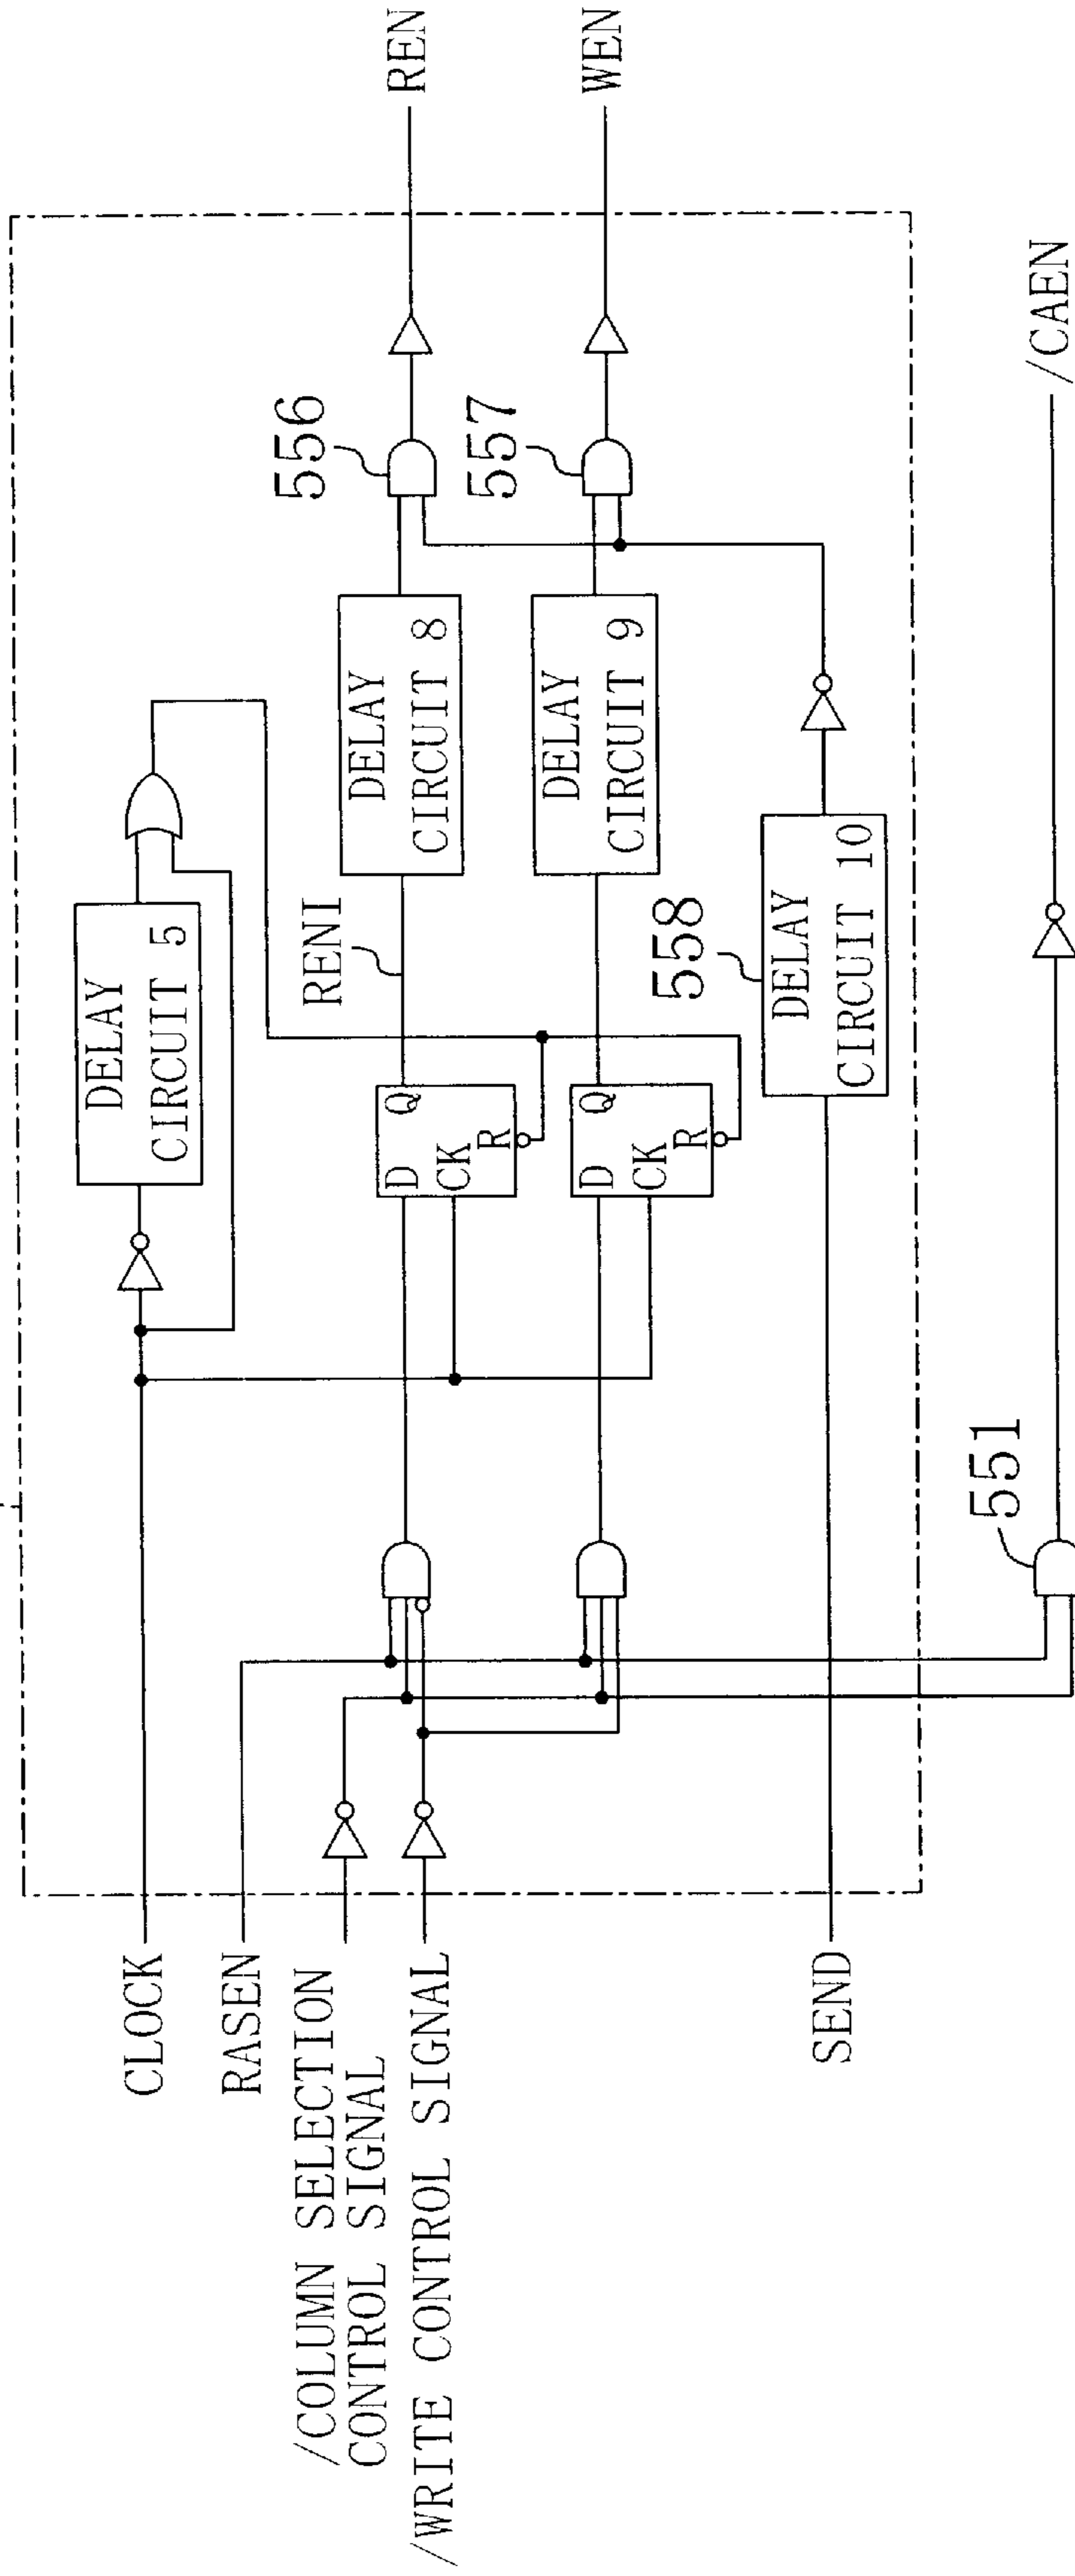 CLOCK
RASEN
/COLUMN SELECTION
CONTROL SIGNAL
/WRITE CONTROL SIGNAL
SEND
DELAY
CIRCUIT 5
RENI
D
Q
CK
R
D
Q
CK
R
DELAY
CIRCUIT 8
DELAY
CIRCUIT 9
558
DELAY
CIRCUIT 10
556
557
REN
WEN
551
/CAEN